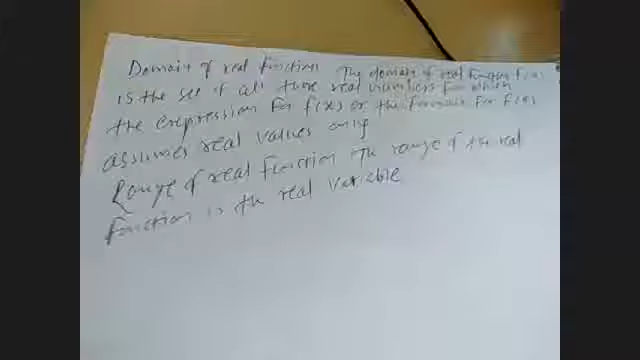 Domain of real function The domain of real function f(x)
is the set of all those real numbers for which
the expression for f(x) or the formula for f(x)
assumes real values only
Range of real function The range of the real
function is the real variable